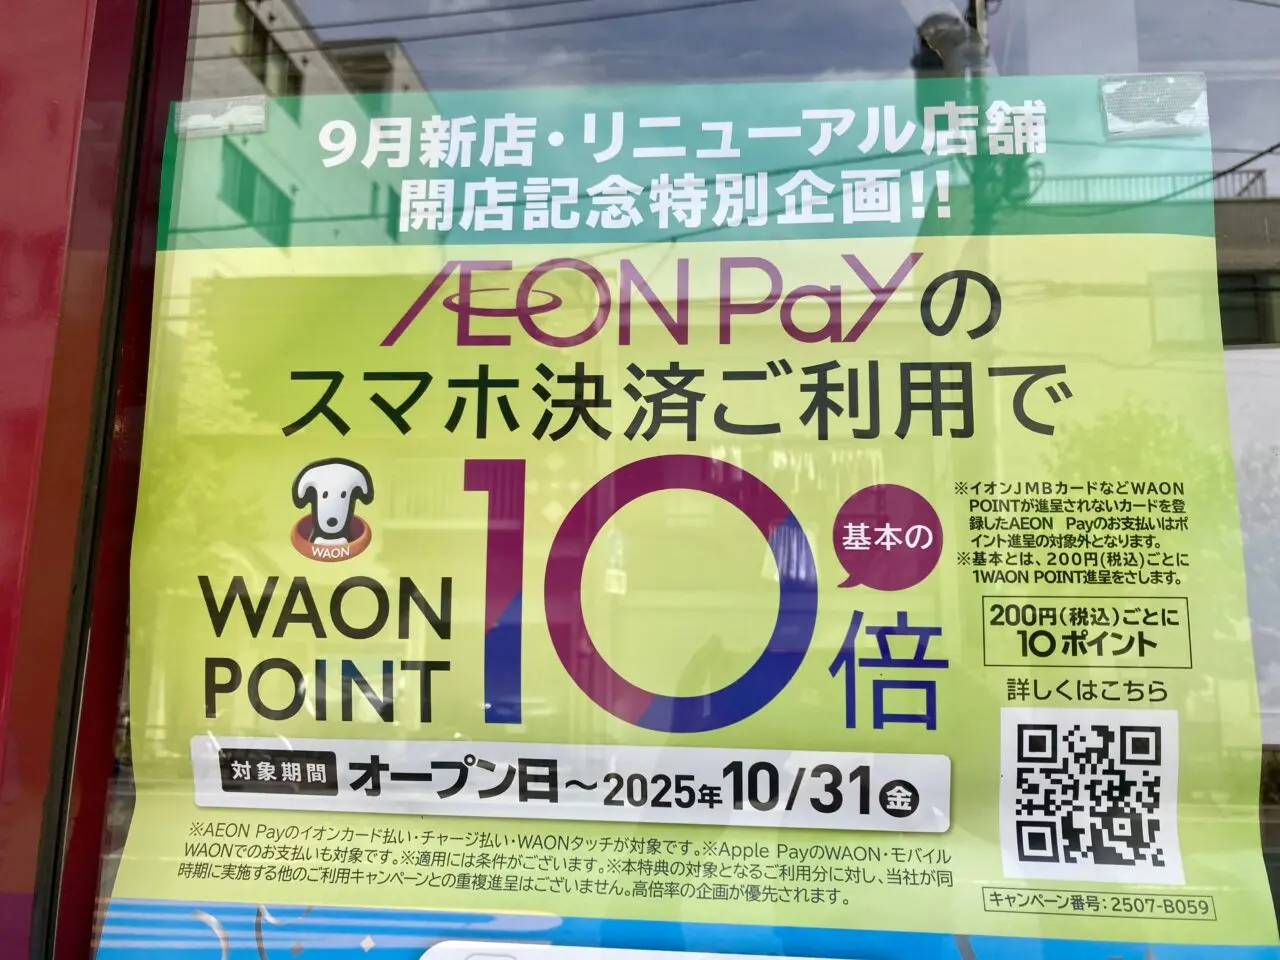 9月新店・リニューアル店舗
開店記念特別企画!!
ÆON Payの
スマホ決済ご利用で
WAON
WAON
POINT
10
基本の
倍
※イオンJMBカードなどWAON
POINTが進呈されないカードを登
録したAEON Payのお支払いはポ
イント進呈の対象外となります。
※基本とは、200円(税込)ごとに
1WAON POINT進呈をさします。
200円(税込)ごとに
10ポイント
詳しくはこちら
対象期間 オープン日～2025年10/31金
※AEON Payのイオンカード払い・チャージ払い・WAONタッチが対象です。※Apple PayのWAON・モバイル
WAONでのお支払いも対象です。※適用には条件がございます。※本特典の対象となるご利用分に対し、当社が同
時期に実施する他のご利用キャンペーンとの重複進呈はございません。高倍率の企画が優先されます。
キャンペーン番号:2507-B059